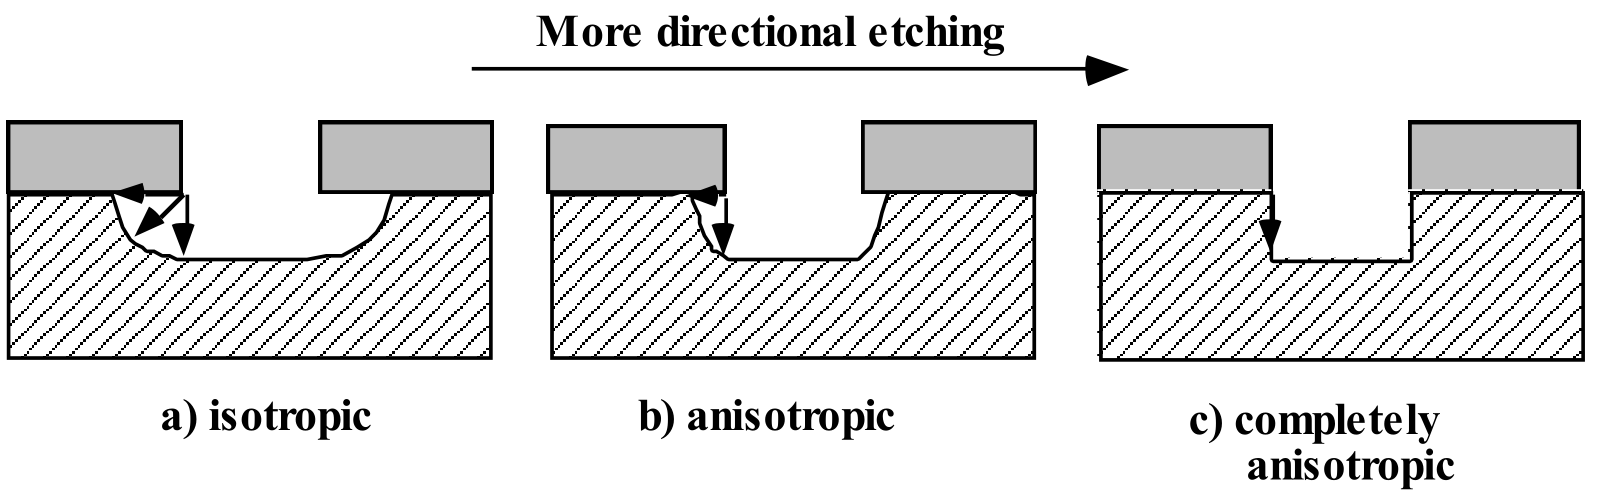 More directional etching
a) isotropic
b) anisotropic
c) completely
anisotropic